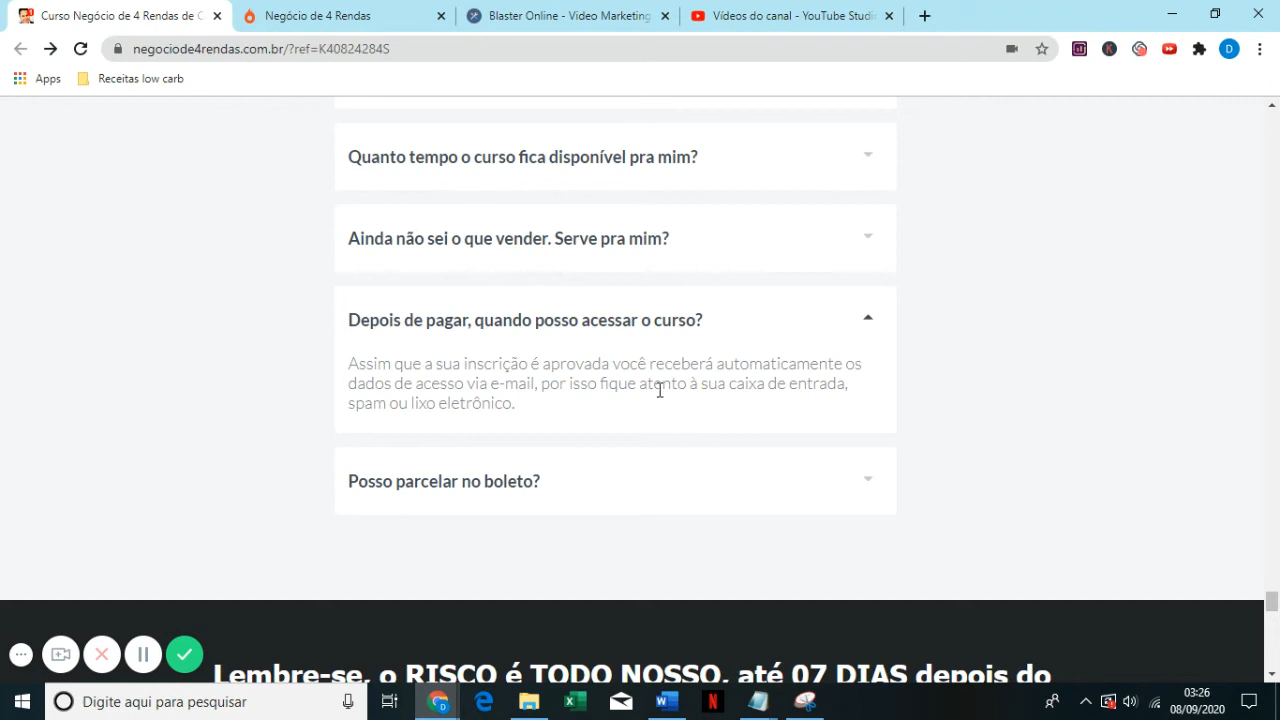 Curso Negócio de 4 Rendas de C
Negócio de 4 Rendas
Blaster Online - Vídeo Marketing
Vídeos do canal - YouTube Studi
negociode4rendas.com.br/?ref=K40824284S
D
Apps
Receitas low carb
Quanto tempo o curso fica disponível pra mim?
Ainda não sei o que vender. Serve pra mim?
Depois de pagar, quando posso acessar o curso?
Assim que a sua inscrição é aprovada você receberá automaticamente os
dados de acesso via e-mail, por isso fique atento à sua caixa de entrada,
spam ou lixo eletrônico.
Posso parcelar no boleto?
Lembre-se, o RISCO é TODO NOSSO, até 07 DIAS depois do
Digite aqui para pesquisar
03:26
08/09/2020